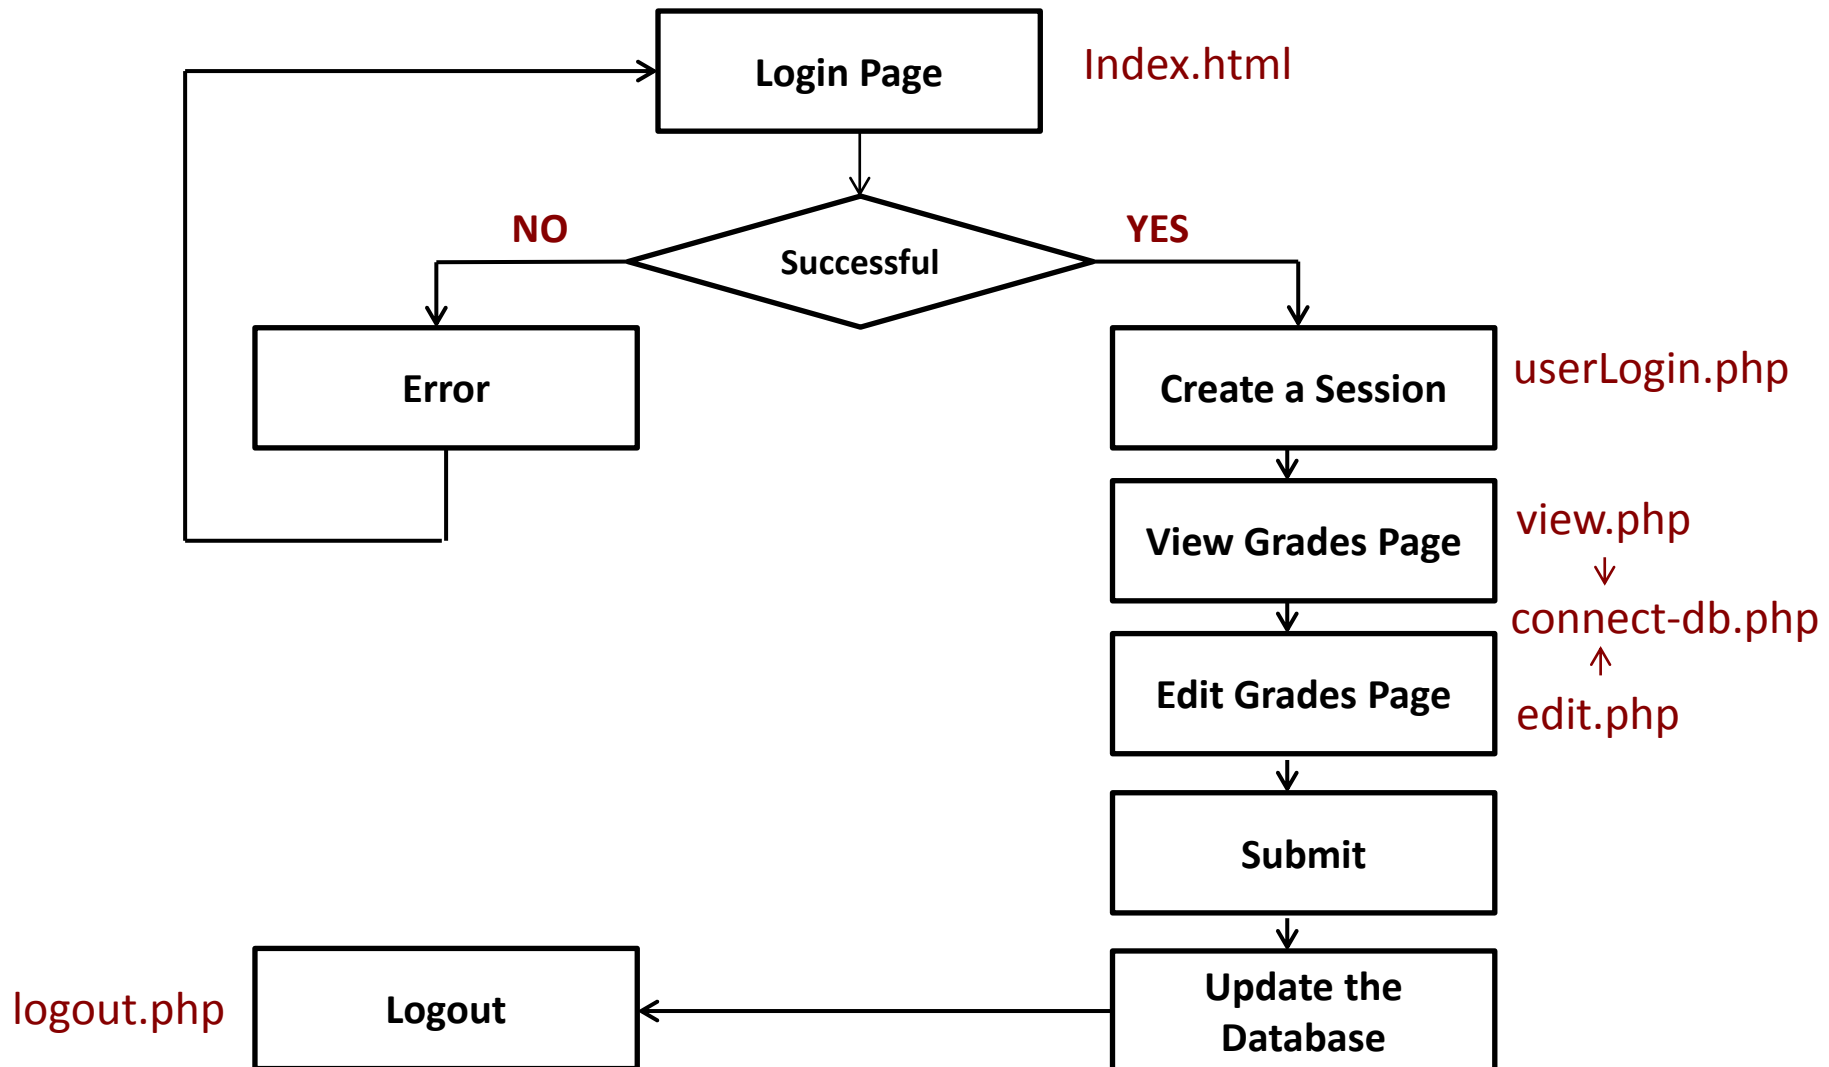 Login Page
Index.html
NO
YES
Successful
Error
Create a Session
userLogin.php
View Grades Page
view.php
connect-db.php
Edit Grades Page
edit.php
Submit
logout.php
Logout
Update the
Database